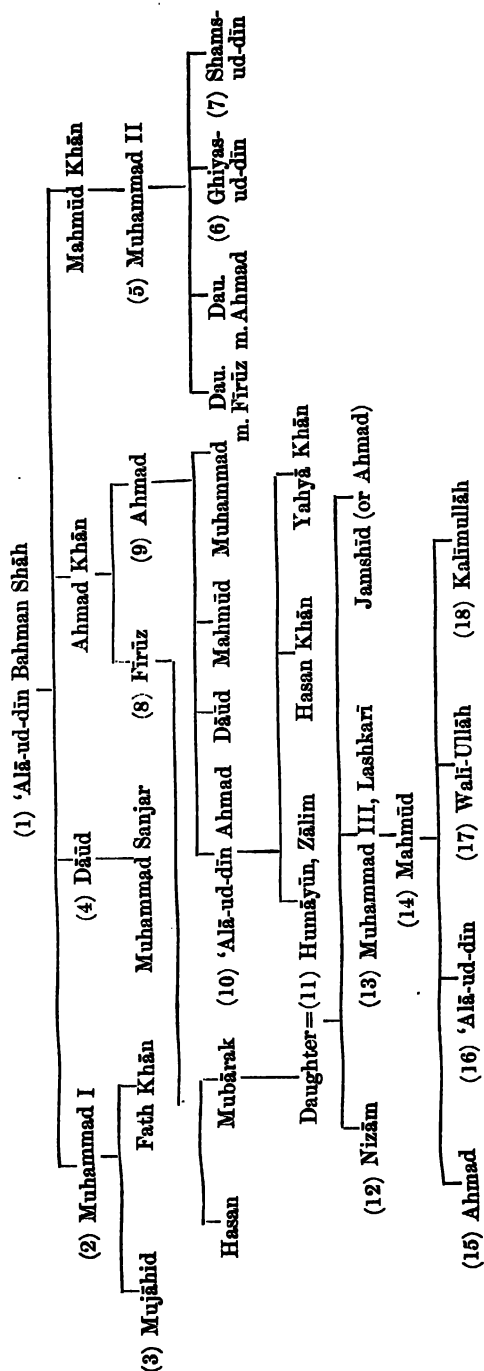 (1) ‘Alā-ud-dīn Bahman Shāh
(2) Muhammad I (4) Dāūd Ahmad Khān Mahmūd Khān
(3) Mujāhid Fath Khān Muhammad Sanjar (8) Fīrūz (9) Ahmad (5) Muhammad II
Dau. Dau. (6) Ghiyas- (7) Shams-
m. Fīrūz m. Ahmad ud-dīn ud-dīn
Hasan Mubārak (10) ‘Alā-ud-dīn Ahmad Dāūd Mahmūd Muhammad
Daughter=(11) Humāyūn, Zālim Hasan Khān Yahyā Khān
(12) Nizām (13) Muhammad III, Lashkarī Jamshīd (or Ahmad)
(14) Mahmūd
(15) Ahmad (16) ‘Alā-ud-dīn (17) Walī-Ullāh (18) Kalīmullāh